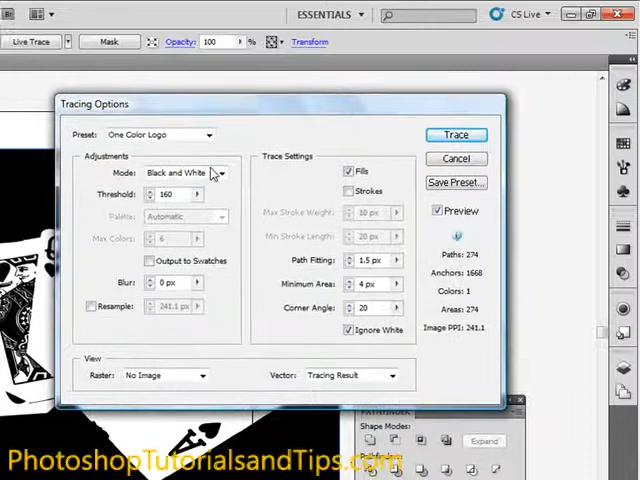 Br
ESSENTIALS
CS Live
Live Trace
Mask
Opacity: 100 %
Transform
Tracing Options
Preset: One Color Logo
Trace
Cancel
Save Preset...
Preview
Adjustments
Mode: Black and White
Threshold: 160
Palette: Automatic
Max Colors: 6
Output to Swatches
Blur: 0 px
Resample: 241.1 px
Trace Settings
Fills
Strokes
Max Stroke Weight: 10 px
Min Stroke Length: 20 px
Path Fitting: 1.5 px
Minimum Area: 4 px
Corner Angle: 20
Ignore White
Paths: 274
Anchors: 1668
Colors: 1
Areas: 274
Image PPI: 241.1
View
Raster: No Image
Vector: Tracing Result
PATHFINDER
Shape Modes:
Expand
Pathfinders:
A
PhotoshopTutorialsandTips.com